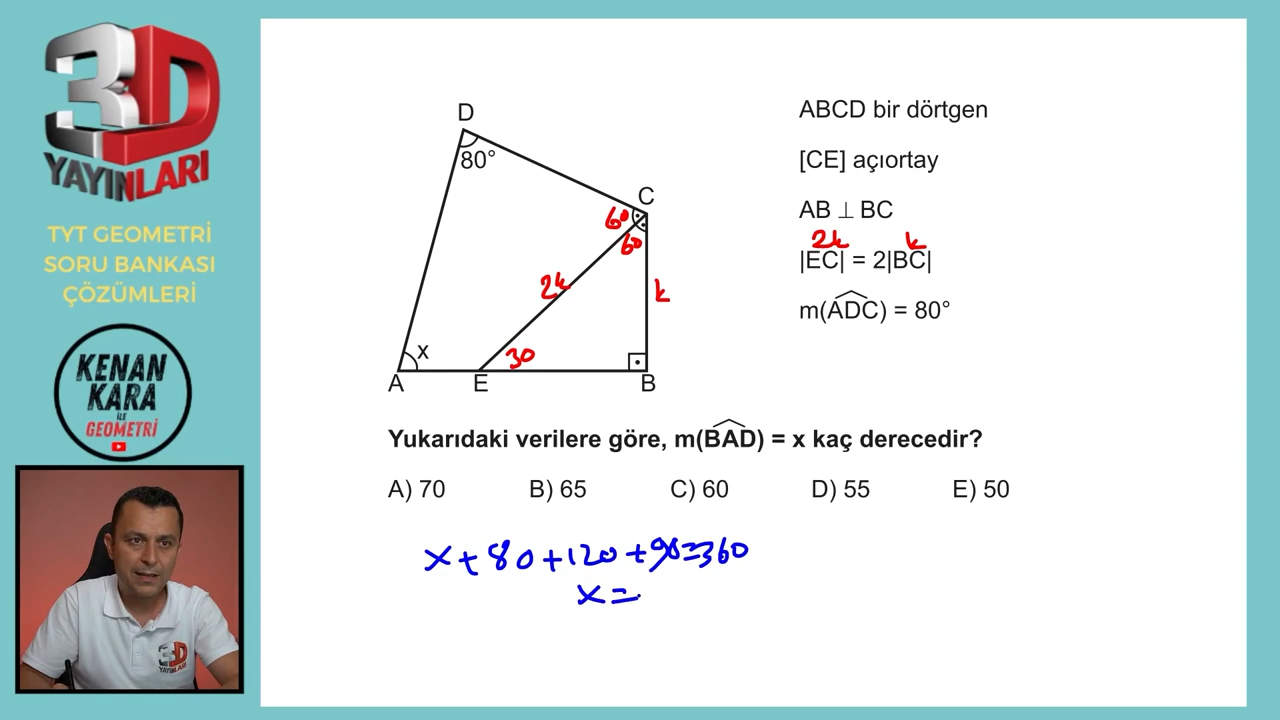 3D
YAYINLARI
TYT GEOMETRİ
SORU BANKASI
ÇÖZÜMLERİ
KENAN
KARA
İLE
GEOMETRİ
3D
YAYINLARI
D
80°
C
60
60
2k
k
x
30
A
E
B
ABCD bir dörtgen
[CE] açıortay
AB ⊥ BC
2k k
|EC| = 2|BC|
m(ADC) = 80°
Yukarıdaki verilere göre, m(BAD) = x kaç derecedir?
A) 70 B) 65 C) 60 D) 55 E) 50
x + 80 + 120 + 90 = 360
x =